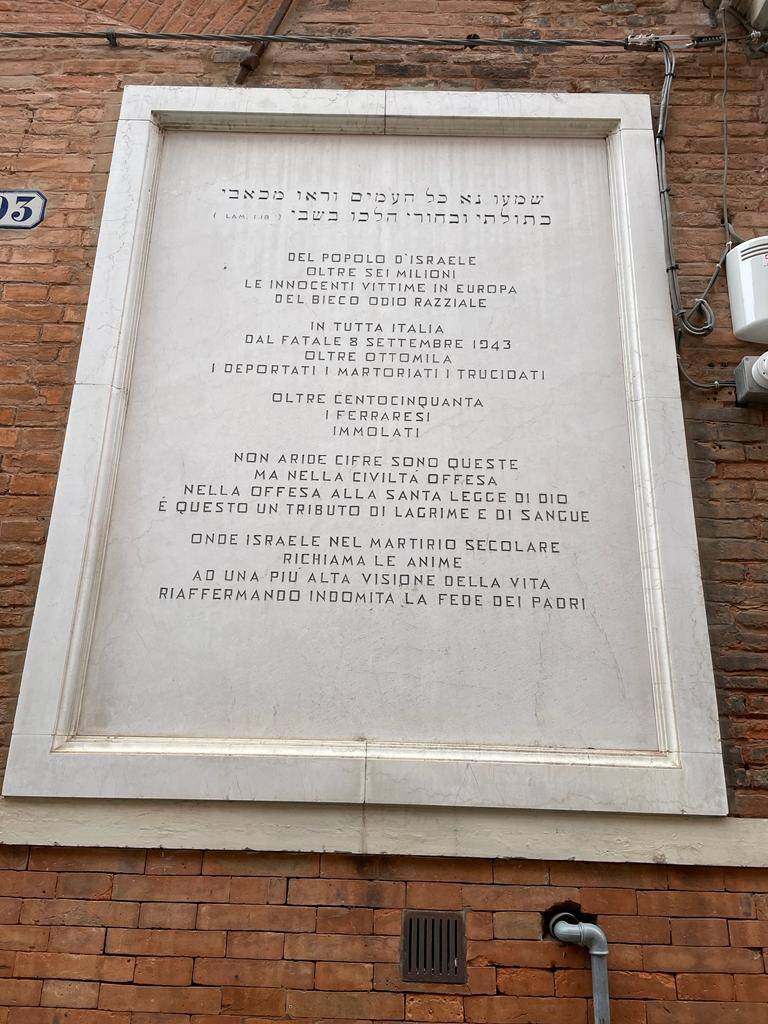 שמעו נא כל העמים וראו מכאבי
בתולתי ובחורי הלכו בשבי ( LAM. 1.18 )
DEL POPOLO D'ISRAELE
OLTRE SEI MILIONI
LE INNOCENTI VITTIME IN EUROPA
DEL BIECO ODIO RAZZIALE
IN TUTTA ITALIA
DAL FATALE 8 SETTEMBRE 1943
OLTRE OTTOMILA
I DEPORTATI I MARTORIATI I TRUCIDATI
OLTRE CENTOCINQUANTA
I FERRARESI
IMMOLATI
NON ARIDE CIFRE SONO QUESTE
MA NELLA CIVILTÀ OFFESA
NELLA OFFESA ALLA SANTA LEGGE DI DIO
È QUESTO UN TRIBUTO DI LAGRIME E DI SANGUE
ONDE ISRAELE NEL MARTIRIO SECOLARE
RICHIAMA LE ANIME
AD UNA PIÙ ALTA VISIONE DELLA VITA
RIAFFERMANDO INDOMITA LA FEDE DEI PADRI
93